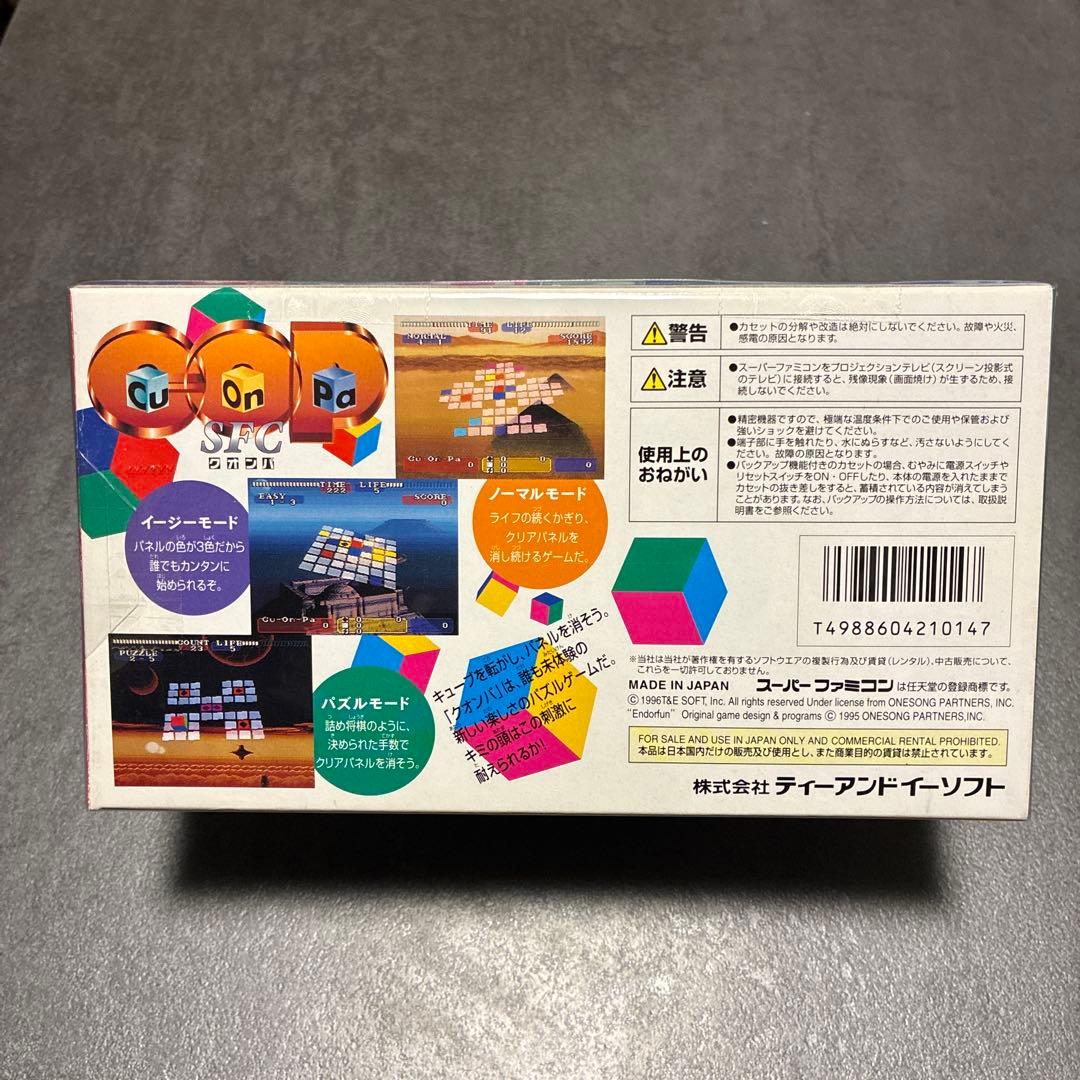 Cu On Pa
SFC
クオンパ
TIME LIFE
NORMAL
SCORE
1892
Cu-On-Pa
TIME LIFE
222 5
EASY
1-3
SCORE
0
Cu-On-Pa
COUNT LIFE
23 5
PUZZLE
2-5
イージーモード
パネルの色が3色だから
誰でもカンタンに
始められるぞ。
ノーマルモード
ライフの続くかぎり、
クリアパネルを
消し続けるゲームだ。
パズルモード
詰め将棋のように、
決められた手数で
クリアパネルを消そう。
キューブを転がし、パネルを消そう。
「クオンパ」は、誰も未体験の
新しい楽しさのパズルゲームだ。
キミの頭はこの刺激に
耐えられるか!
警告
●カセットの分解や改造は絶対にしないでください。故障や火災、
感電の原因となります。
注意
●スーパーファミコンをプロジェクションテレビ(スクリーン投影式
のテレビ)に接続すると、残像現象(画面焼け)が生ずるため、接
続しないでください。
使用上の
おねがい
●精密機器ですので、極端な温度条件下でのご使用や保管および
強いショックを避けてください。
●端子部に手を触れたり、水にぬらすなど、汚さないようにしてく
ださい。故障の原因となります。
●バックアップ機能付きのカセットの場合、むやみに電源スイッチや
リセットスイッチをON・OFFしたり、本体の電源を入れたままで
カセットの抜き差しをすると、蓄積されている内容が消えてしまう
ことがあります。なお、バックアップの操作方法については、取扱説
明書をご参照ください。
T4988604210147
※当社は当社が著作権を有するソフトウエアの複製行為及び賃貸(レンタル)、中古販売について、
これらを一切許可しておりません。
MADE IN JAPAN スーパーファミコンは任天堂の登録商標です。
© 1996T&E SOFT, Inc. All rights reserved Under license from ONESONG PARTNERS, INC.
"Endorfun" Original game design & programs © 1995 ONESONG PARTNERS,INC
FOR SALE AND USE IN JAPAN ONLY AND COMMERCIAL RENTAL PROHIBITED.
本品は日本国内だけの販売及び使用とし、また商業目的の賃貸は禁止されています。
株式会社 ティーアンドイーソフト